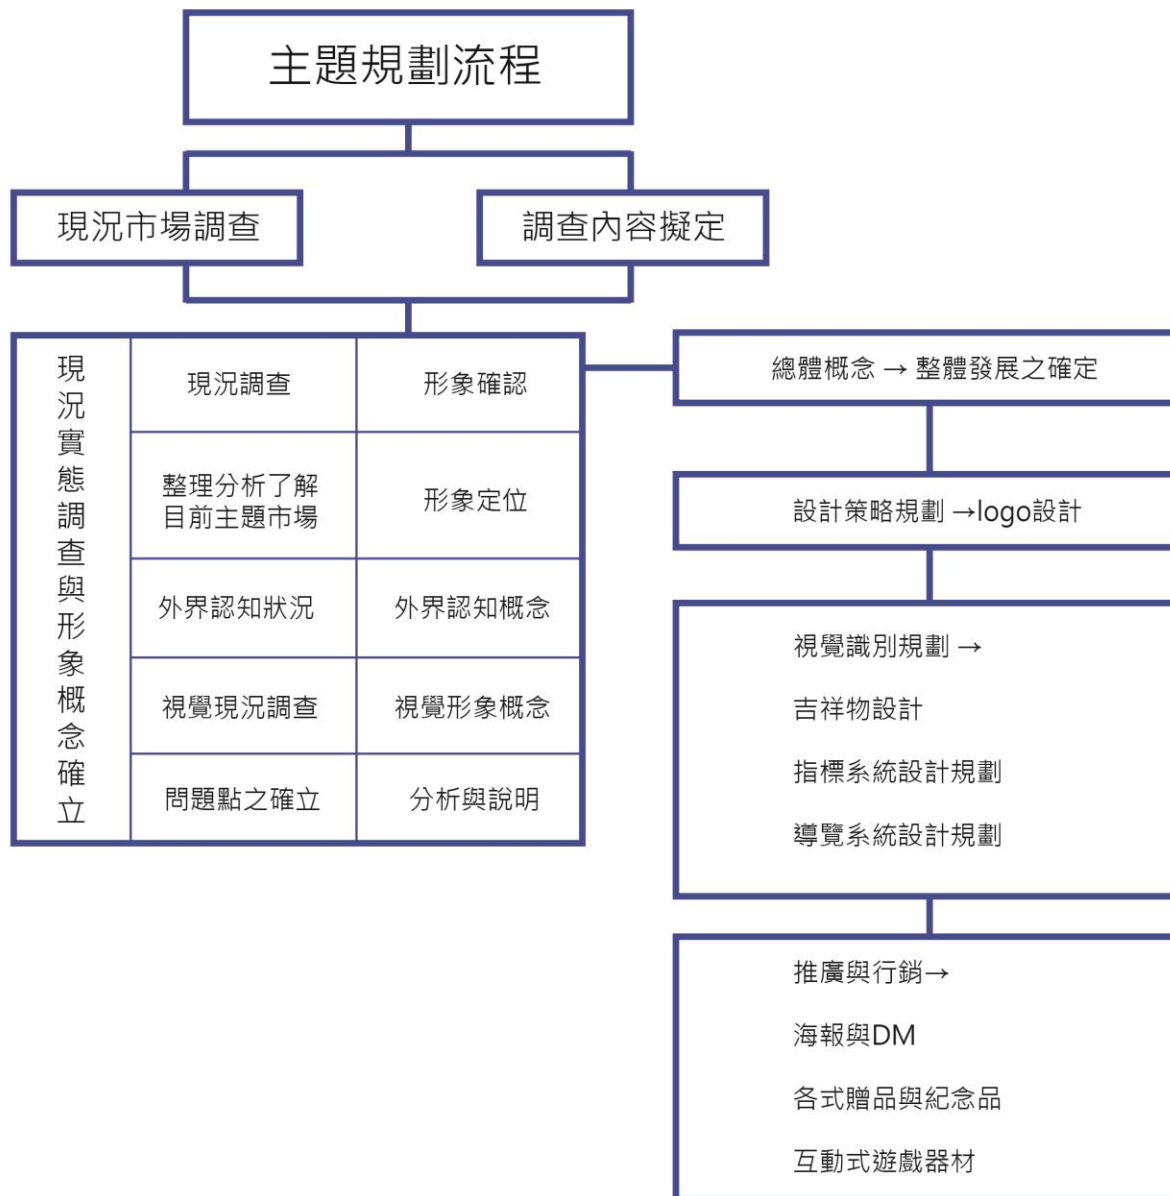 主題規劃流程
現況市場調查
調查內容擬定
現況實態調查與形象概念確立
現況調查
形象確認
整理分析了解
目前主題市場
形象定位
外界認知狀況
外界認知概念
視覺現況調查
視覺形象概念
問題點之確立
分析與說明
總體概念 → 整體發展之確定
設計策略規劃 →logo設計
視覺識別規劃 →
吉祥物設計
指標系統設計規劃
導覽系統設計規劃
推廣與行銷→
海報與DM
各式贈品與紀念品
互動式遊戲器材